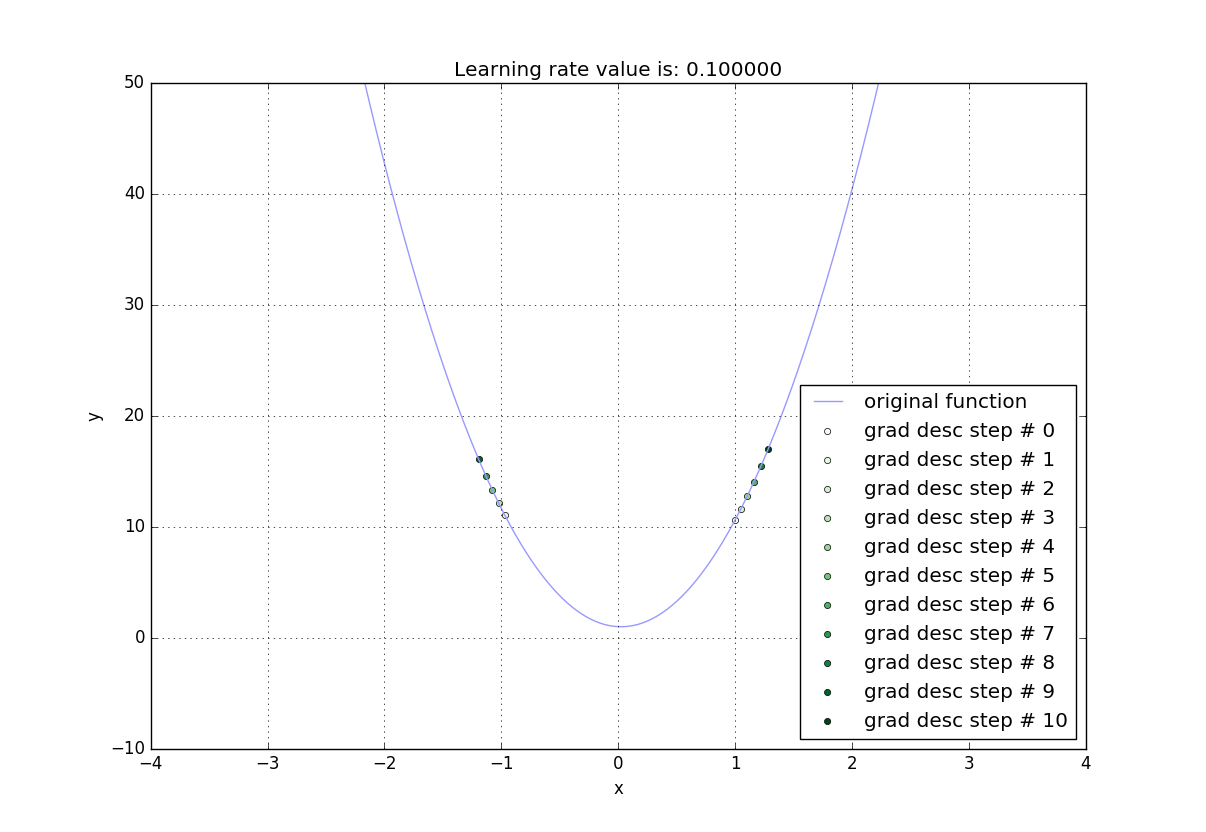 Learning rate value is: 0.100000
50
40
30
20
10
0
−10
y
−4 −3 −2 −1 0 1 2 3 4
x
original function
grad desc step # 0
grad desc step # 1
grad desc step # 2
grad desc step # 3
grad desc step # 4
grad desc step # 5
grad desc step # 6
grad desc step # 7
grad desc step # 8
grad desc step # 9
grad desc step # 10